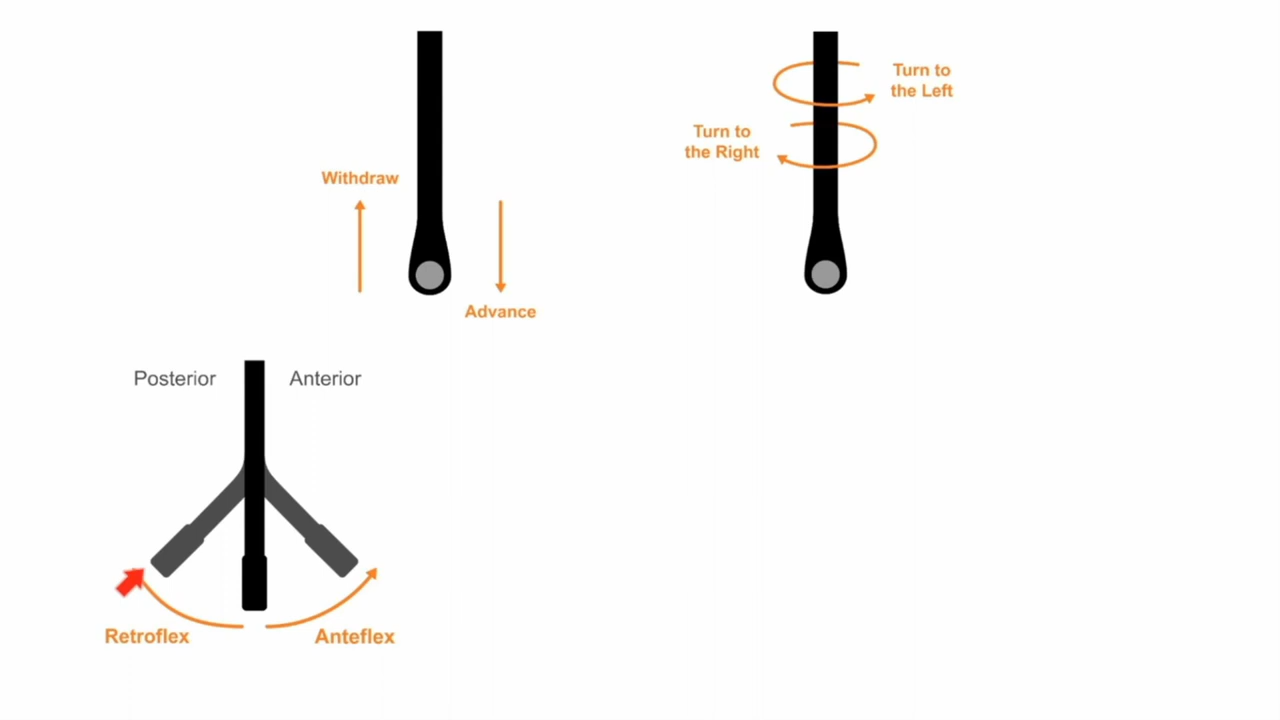 Turn to
the Left
Turn to
the Right
Withdraw
Advance
Posterior
Anterior
Retroflex
Anteflex